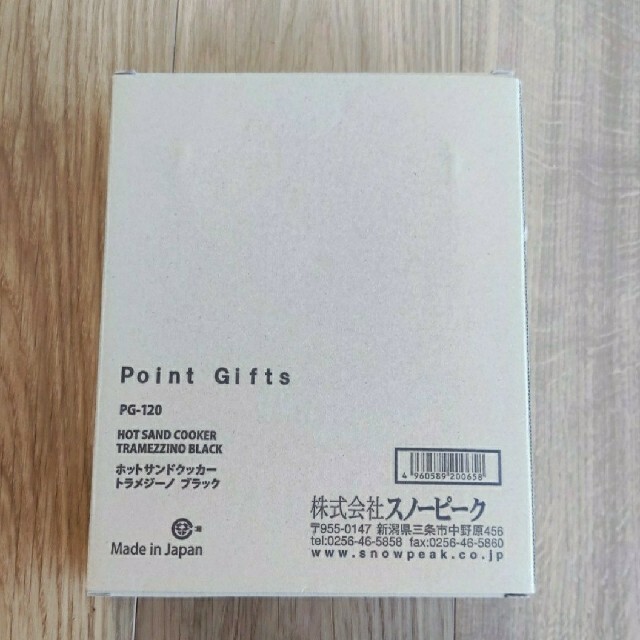 Point Gifts
PG-120
HOT SAND COOKER
TRAMEZZINO BLACK
ホットサンドクッカー
トラメジーノ ブラック
Made in Japan
4 960589 200658
株式会社スノーピーク
〒955-0147 新潟県三条市中野原456
tel:0256-46-5858 fax:0256-46-5860
www.snowpeak.co.jp